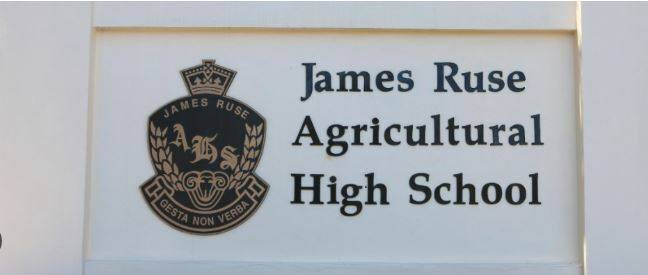 JAMES RUSE
AHS
GESTA NON VERBA
James Ruse
Agricultural
High School